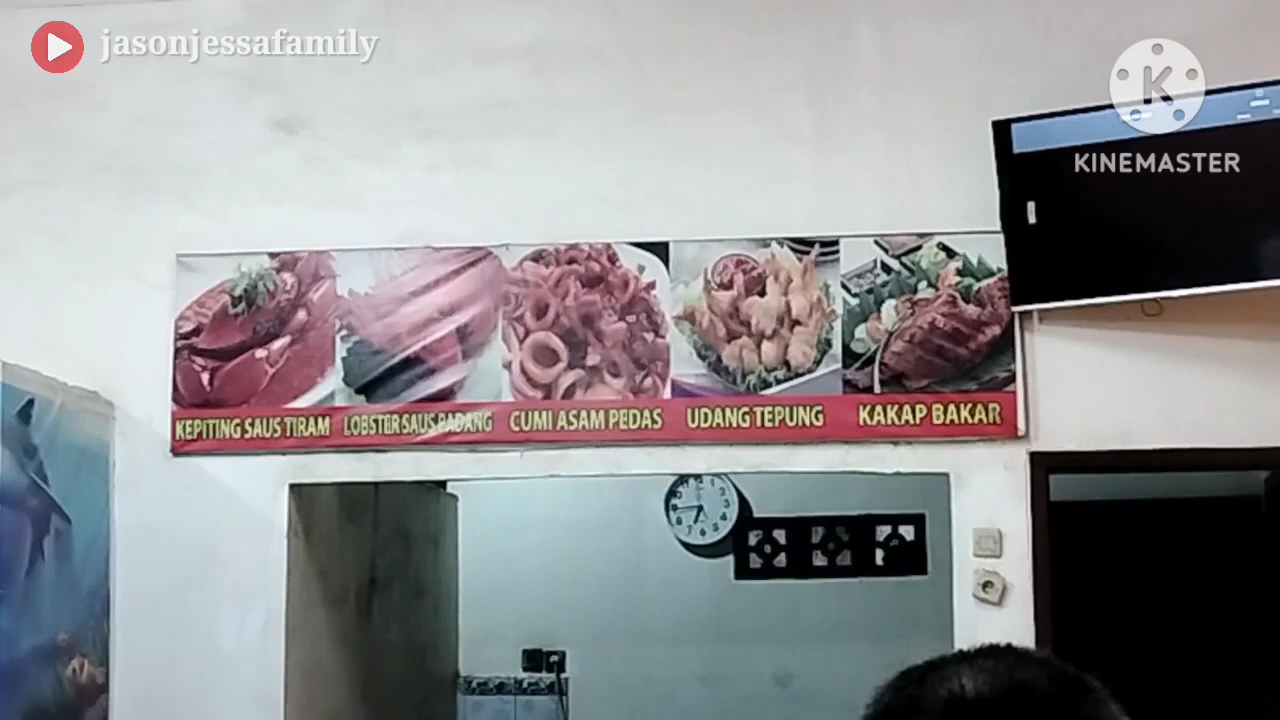 jasonjessafamily
KINEMASTER
KEPITING SAUS TIRAM
LOBSTER SAUS PADANG
CUMI ASAM PEDAS
UDANG TEPUNG
KAKAP BAKAR